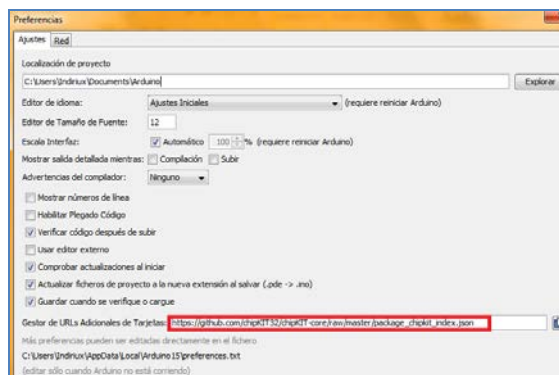 Preferencias
Ajustes Red
Localización de proyecto
C:\Users\Indiriux\Documents\Arduino Explorar
Editor de idioma: Ajustes Iniciales (requiere reiniciar Arduino)
Editor de Tamaño de Fuente: 12
Escala Interfaz: Automático 100 % (requiere reiniciar Arduino)
Mostrar salida detallada mientras: Compilación Subir
Advertencias del compilador: Ninguno
Mostrar números de línea
Habilitar Plegado Código
Verificar código después de subir
Usar editor externo
Comprobar actualizaciones al iniciar
Actualizar ficheros de proyecto a la nueva extensión al salvar (.pde -> .ino)
Guardar cuando se verifique o cargue
Gestor de URLs Adicionales de Tarjetas: https://github.com/chipKIT32/chipKIT-core/raw/master/package_chipkit_index.json
Más preferencias pueden ser editadas directamente en el fichero
C:\Users\Indiriux\AppData\Local\Arduino15\preferences.txt
(editar sólo cuando Arduino no está corriendo)